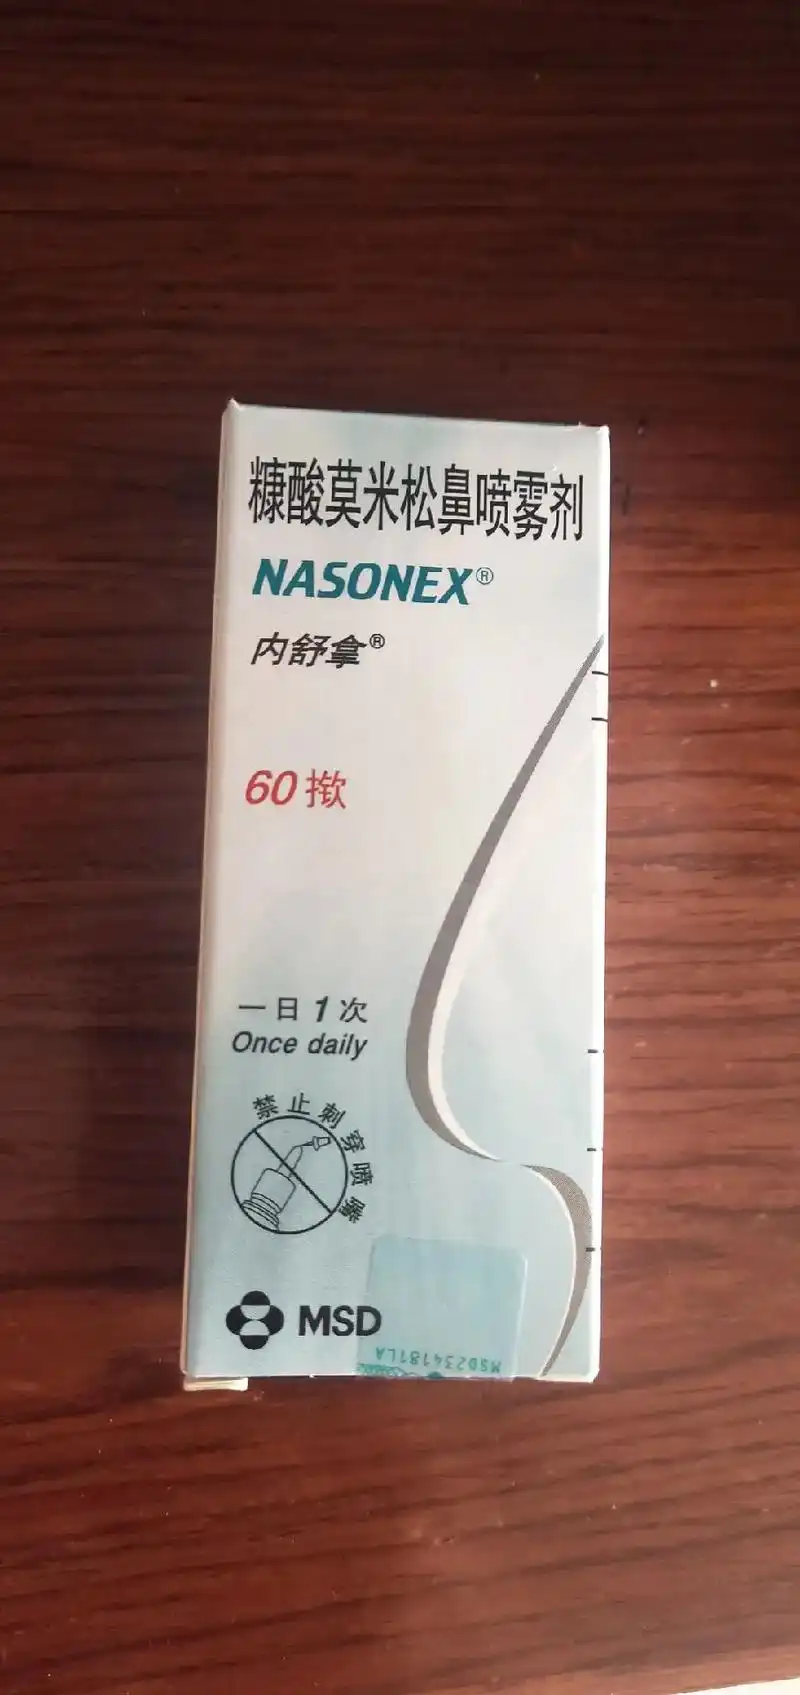 糠酸莫米松鼻喷雾剂
NASONEX®
内舒拿®
60揿
一日1次
Once daily
禁止刺穿喷嘴
MSD
MSD234181LA